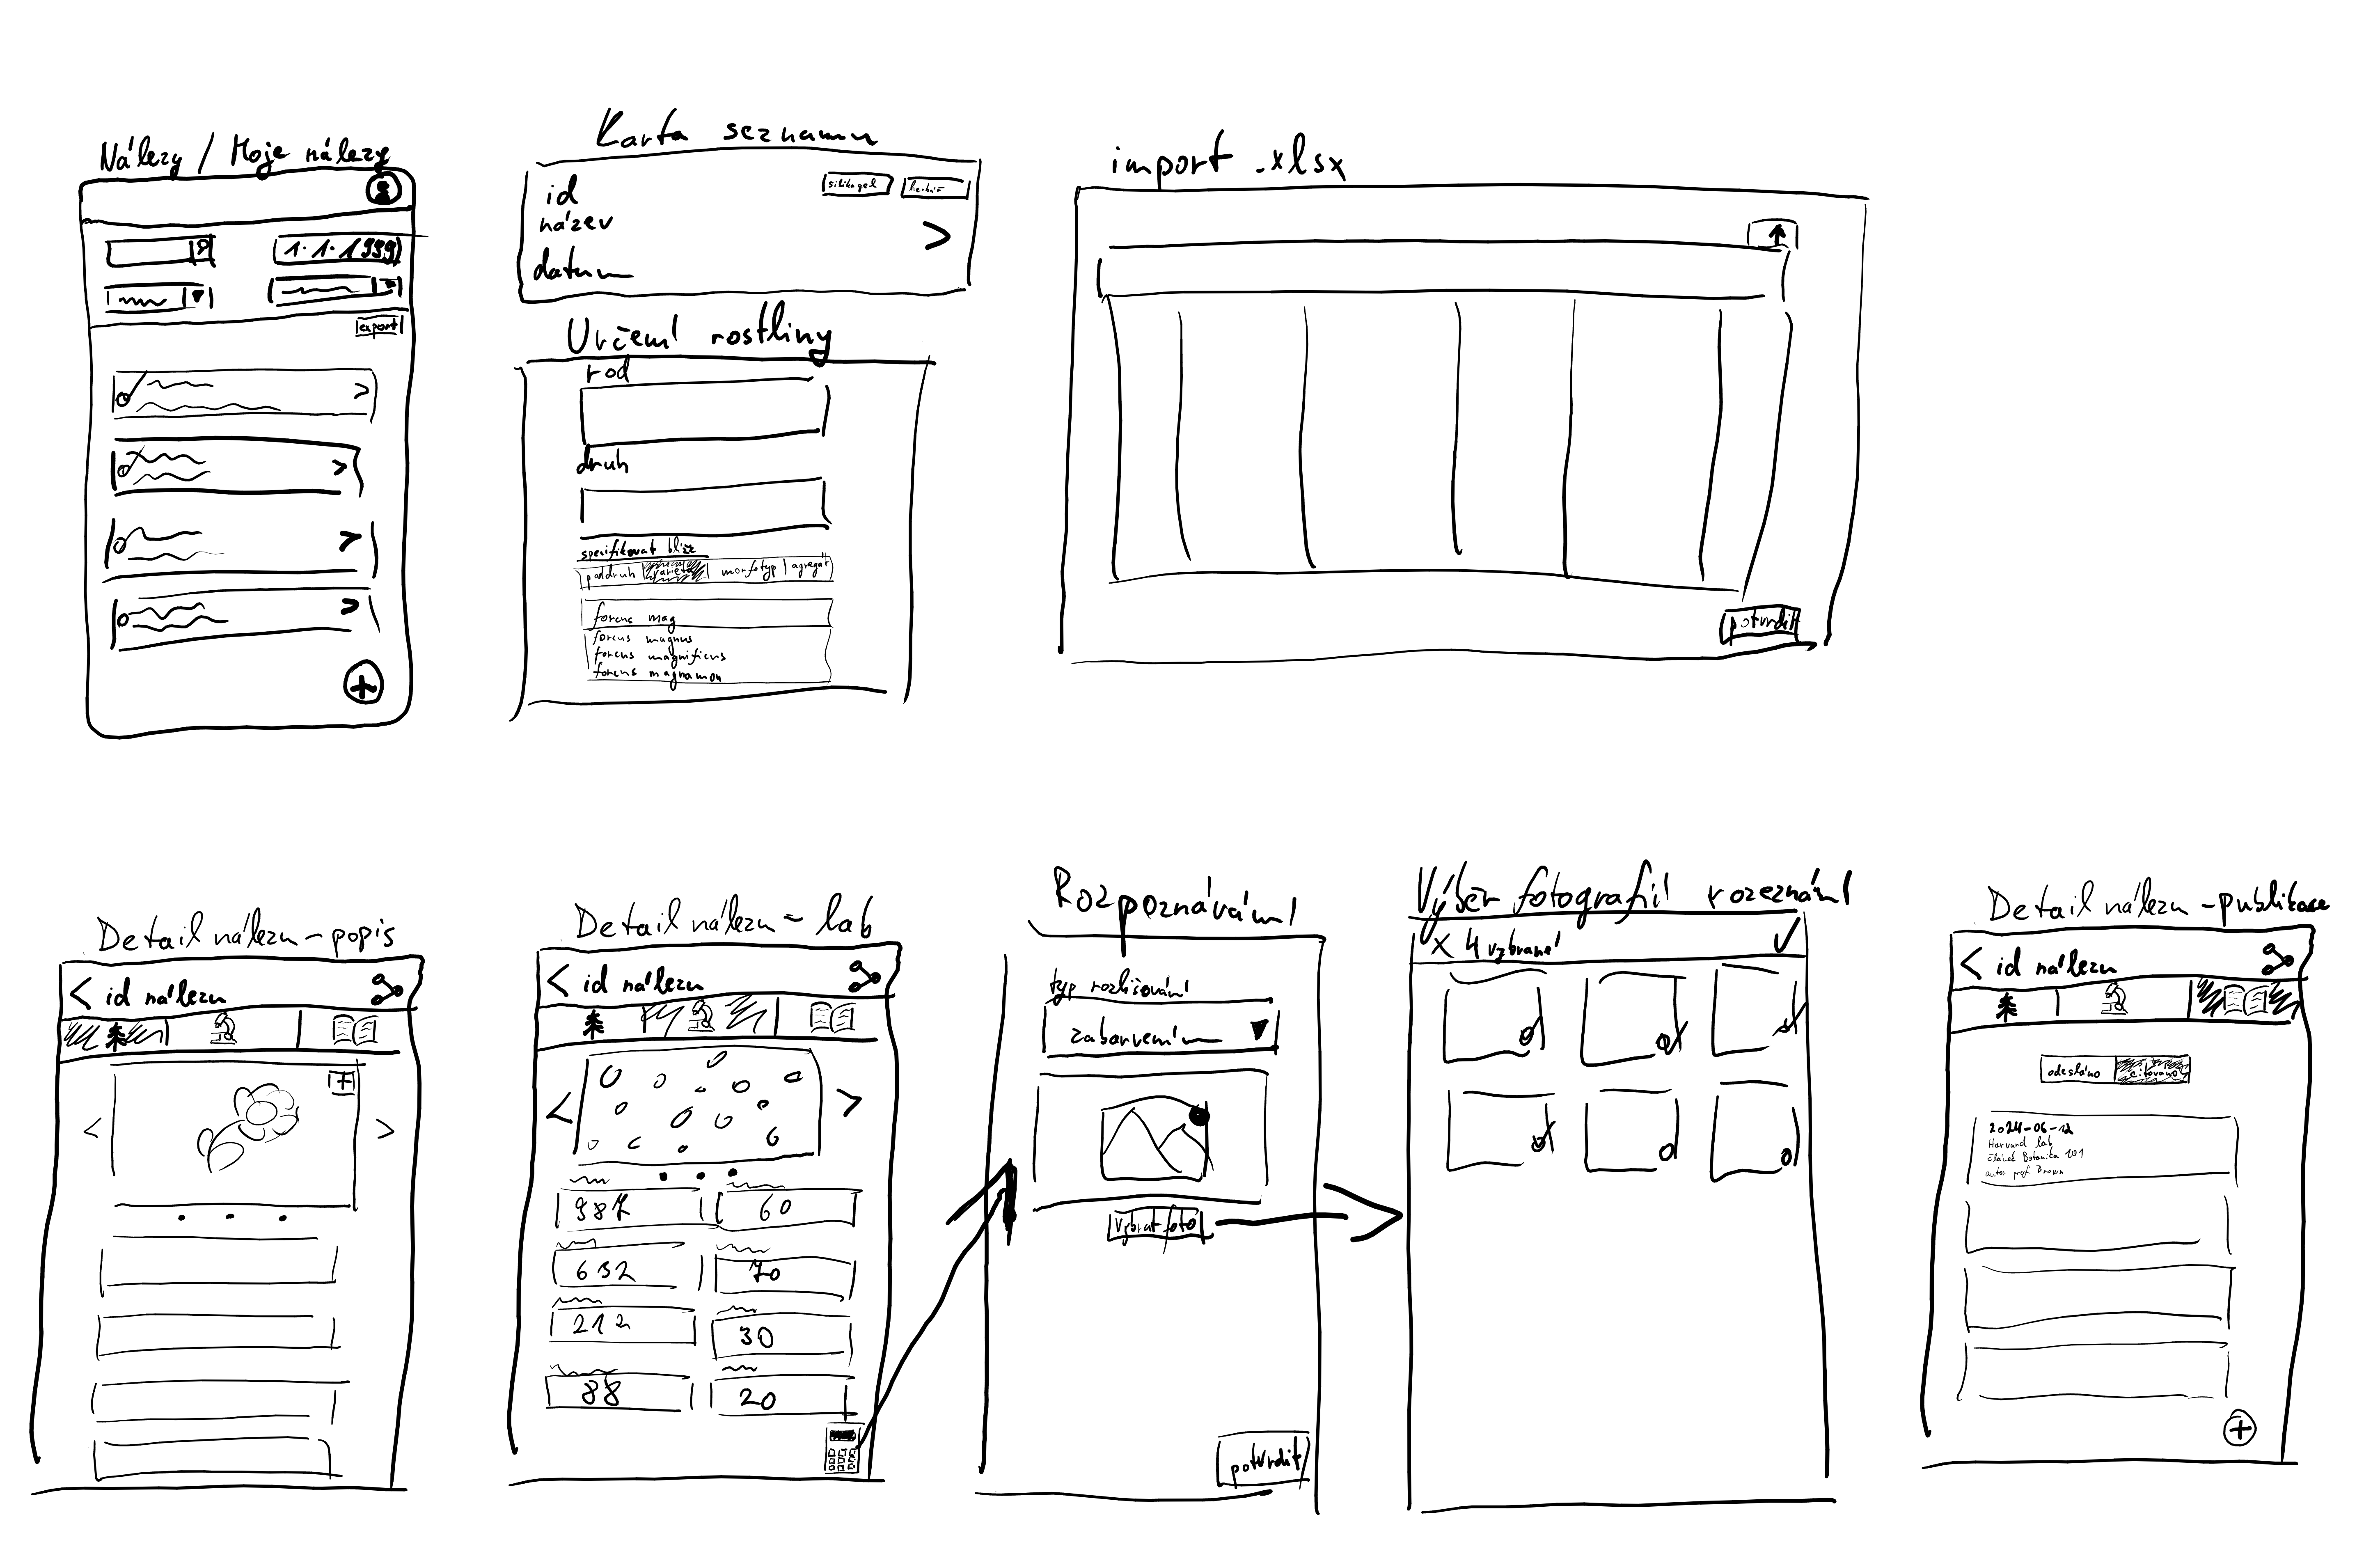 Nálezy / Moje nálezy
1.1.1999
export
Karta seznamu
id
název
datum
silikagel
herbář
Určení rostliny
rod
druh
specifikovat blíže
poddruh varieta morfotyp agregát
forcus mag
forcus magnus
forcus magnificus
forcus magnamon
import .xlsx
potvrdit
Detail nálezu - popis
< id nálezu
Detail nálezu - lab
< id nálezu
987 60
632 70
212 30
88 20
Rozpoznávání
typ rozlišování
zabarvením
vybrat foto
potvrdit
Výběr fotografií rozeznání
X 4 vybrané
Detail nálezu - publikace
< id nálezu
odesláno citováno
2024-06-12
Harvard lab
článek Botanica 101
autor prof. Brown